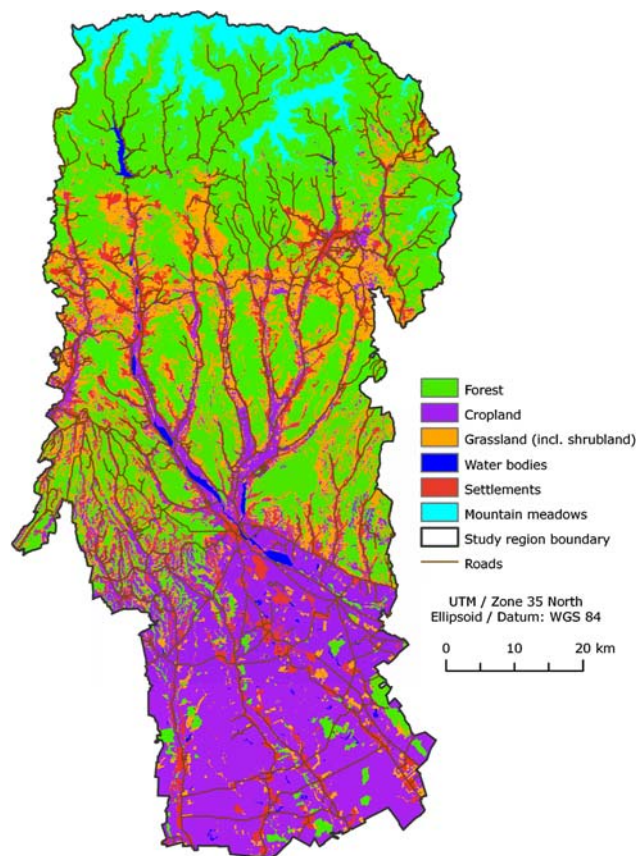 Forest
Cropland
Grassland (incl. shrubland)
Water bodies
Settlements
Mountain meadows
Study region boundary
Roads
UTM / Zone 35 North
Ellipsoid / Datum: WGS 84
0 10 20 km